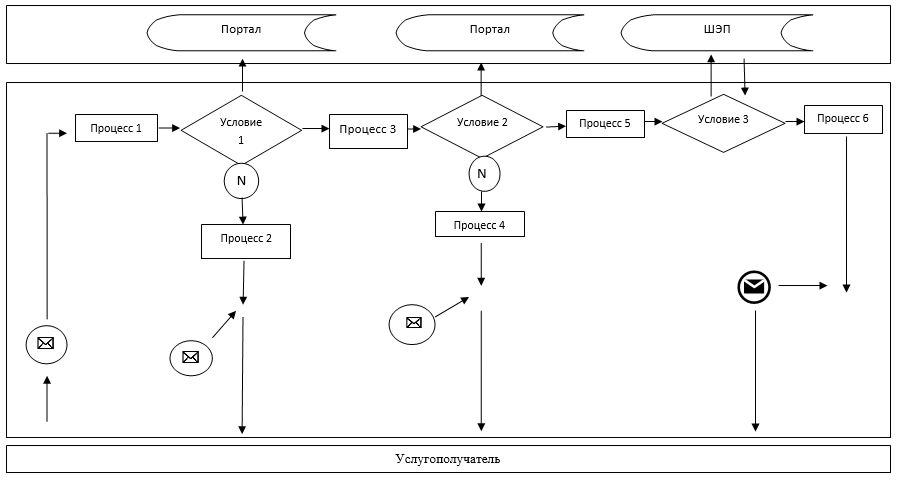 Портал
Портал
ШЭП
Процесс 1
Условие
1
Процесс 3
Условие 2
Процесс 5
Условие 3
Процесс 6
N
N
Процесс 2
Процесс 4
Услугополучатель